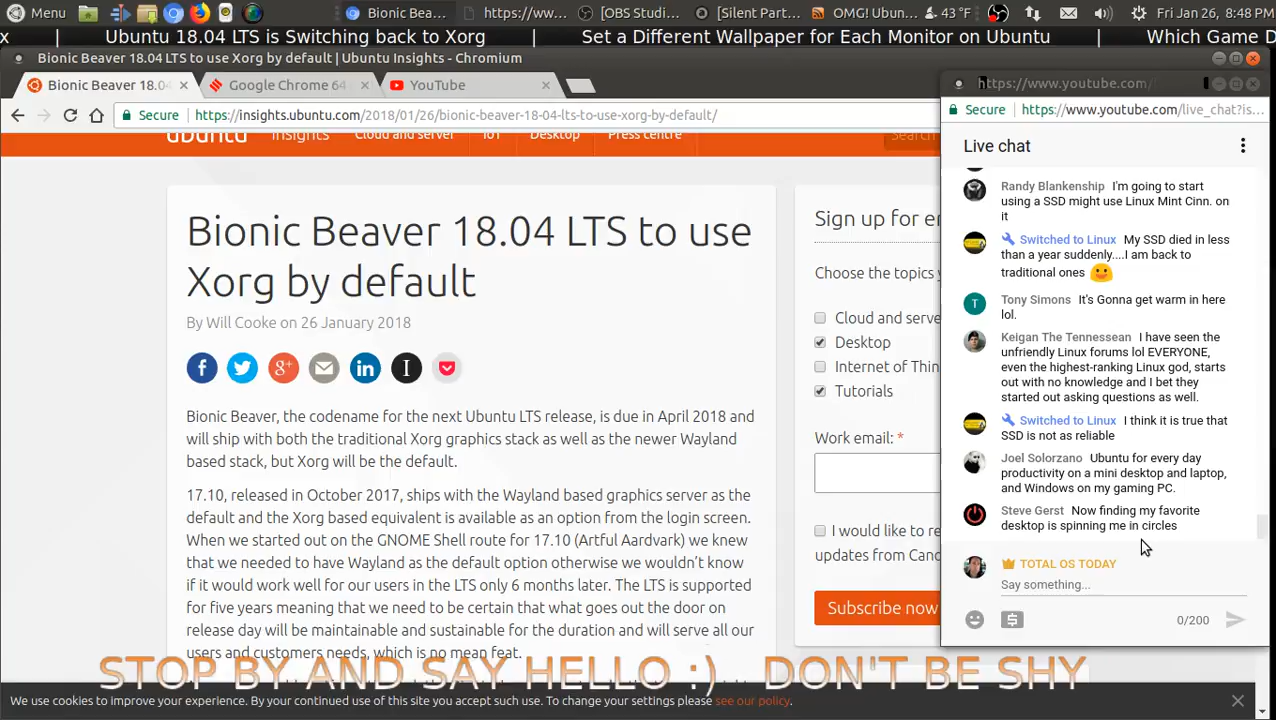 Menu
Bionic Bea...
https://ww...
[OBS Studi...
[Silent Part...
OMG! Ubun...
43 °F
Fri Jan 26, 8:48 PM
x | Ubuntu 18.04 LTS is Switching back to Xorg | Set a Different Wallpaper for Each Monitor on Ubuntu | Which Game D
Bionic Beaver 18.04 LTS to use Xorg by default | Ubuntu Insights - Chromium
Bionic Beaver 18.0
Google Chrome 64
YouTube
Secure
https://insights.ubuntu.com/2018/01/26/bionic-beaver-18-04-lts-to-use-xorg-by-default/
ubuntu Insights Cloud and server IoT Desktop Press centre Search
Bionic Beaver 18.04 LTS to use
Xorg by default
By Will Cooke on 26 January 2018
Bionic Beaver, the codename for the next Ubuntu LTS release, is due in April 2018 and
will ship with both the traditional Xorg graphics stack as well as the newer Wayland
based stack, but Xorg will be the default.
17.10, released in October 2017, ships with the Wayland based graphics server as the
default and the Xorg based equivalent is available as an option from the login screen.
When we started out on the GNOME Shell route for 17.10 (Artful Aardvark) we knew
that we needed to have Wayland as the default option otherwise we wouldn't know
if it would work well for our users in the LTS only 6 months later. The LTS is supported
for five years meaning that we need to be certain that what goes out the door on
release day will be maintainable and sustainable for the duration and will serve all our
users and customers needs, which is no mean feat.
Sign up for e
Choose the topics
Cloud and serve
Desktop
Internet of Thin
Tutorials
Work email: *
I would like to re
updates from Cano
Subscribe now
https://www.youtube.com/
Secure
https://www.youtube.com/live_chat?is...
Live chat
Randy Blankenship I'm going to start
using a SSD might use Linux Mint Cinn. on
it
Switched to Linux My SSD died in less
than a year suddenly....I am back to
traditional ones
T
Tony Simons It's Gonna get warm in here
lol.
Keigan The Tennessean I have seen the
unfriendly Linux forums lol EVERYONE,
even the highest-ranking Linux god, starts
out with no knowledge and I bet they
started out asking questions as well.
Switched to Linux I think it is true that
SSD is not as reliable
Joel Solorzano Ubuntu for every day
productivity on a mini desktop and laptop,
and Windows on my gaming PC.
Steve Gerst Now finding my favorite
desktop is spinning me in circles
TOTAL OS TODAY
Say something...
0/200
STOP BY AND SAY HELLO :) DON'T BE SHY
We use cookies to improve your experience. By your continued use of this site you accept such use. To change your settings please see our policy.